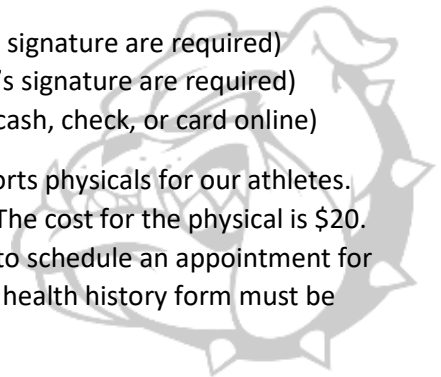 signature are required)
's signature are required)
cash, check, or card online)
orts physicals for our athletes.
The cost for the physical is $20.
to schedule an appointment for
health history form must be